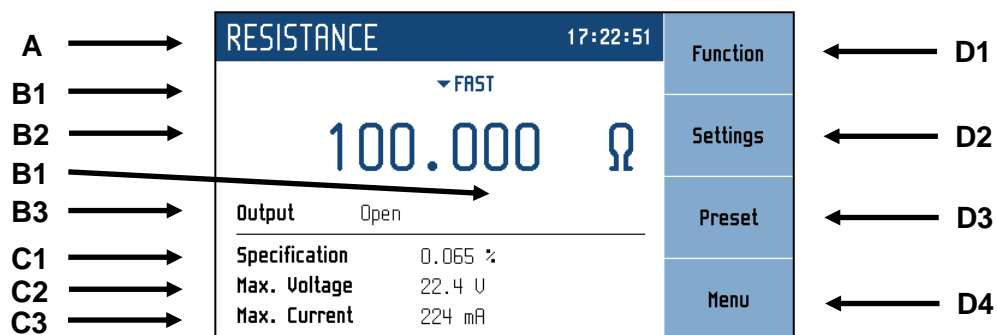 A RESISTANCE 17:22:51 Function D1
B1 FAST
B2 100.000 Ω Settings D2
B1
B3 Output Open Preset D3
C1 Specification 0.065 %
C2 Max. Voltage 22.4 V Menu D4
C3 Max. Current 224 mA